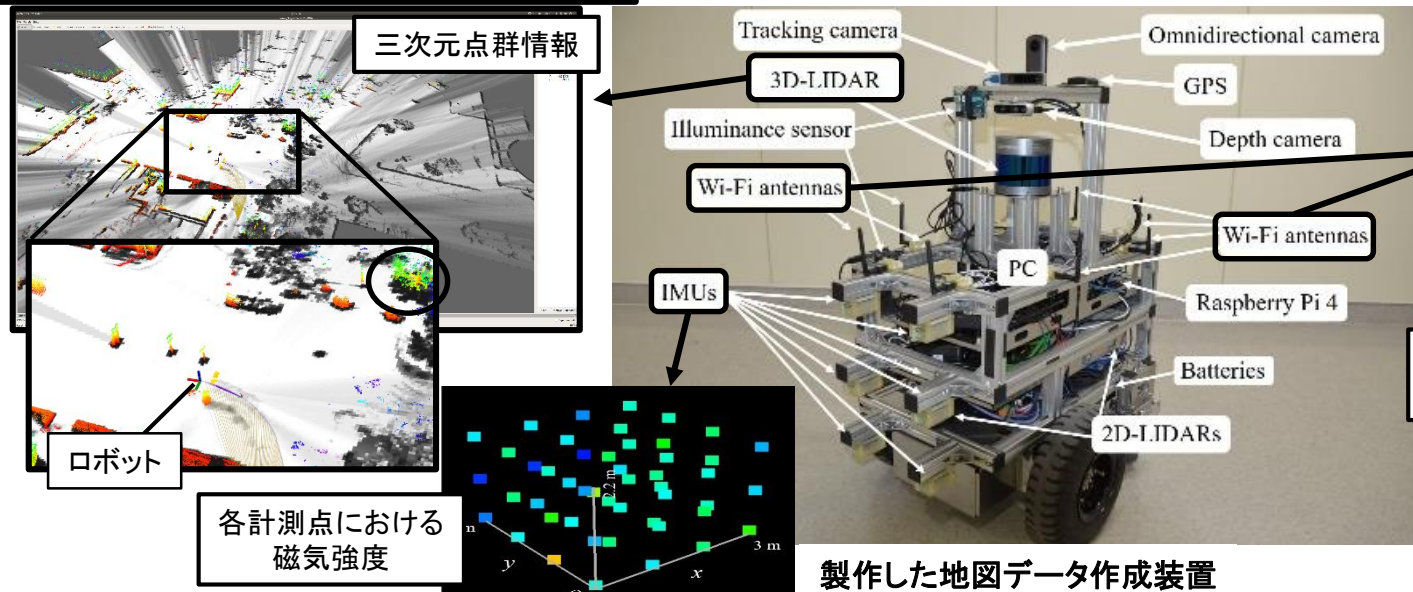 三次元点群情報
ロボット
各計測点における
磁気強度
2.2 m
m
y
x
3 m
Tracking camera
Omnidirectional camera
3D-LIDAR
GPS
Illuminance sensor
Depth camera
Wi-Fi antennas
Wi-Fi antennas
PC
IMUs
Raspberry Pi 4
Batteries
2D-LIDARs
製作した地図データ作成装置